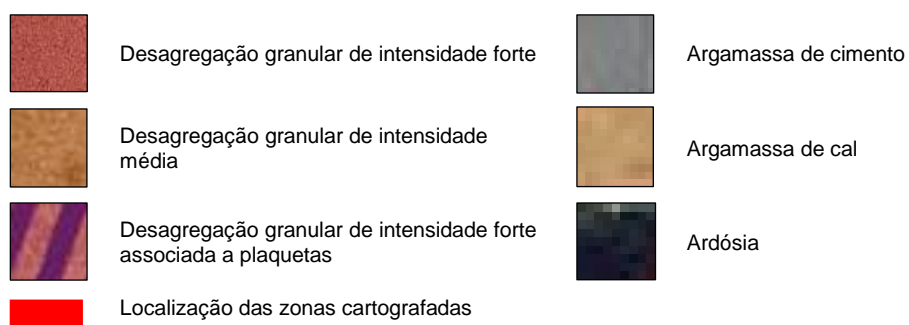 Desagregação granular de intensidade forte
Desagregação granular de intensidade
média
Desagregação granular de intensidade forte
associada a plaquetas
Localização das zonas cartografadas
Argamassa de cimento
Argamassa de cal
Ardósia